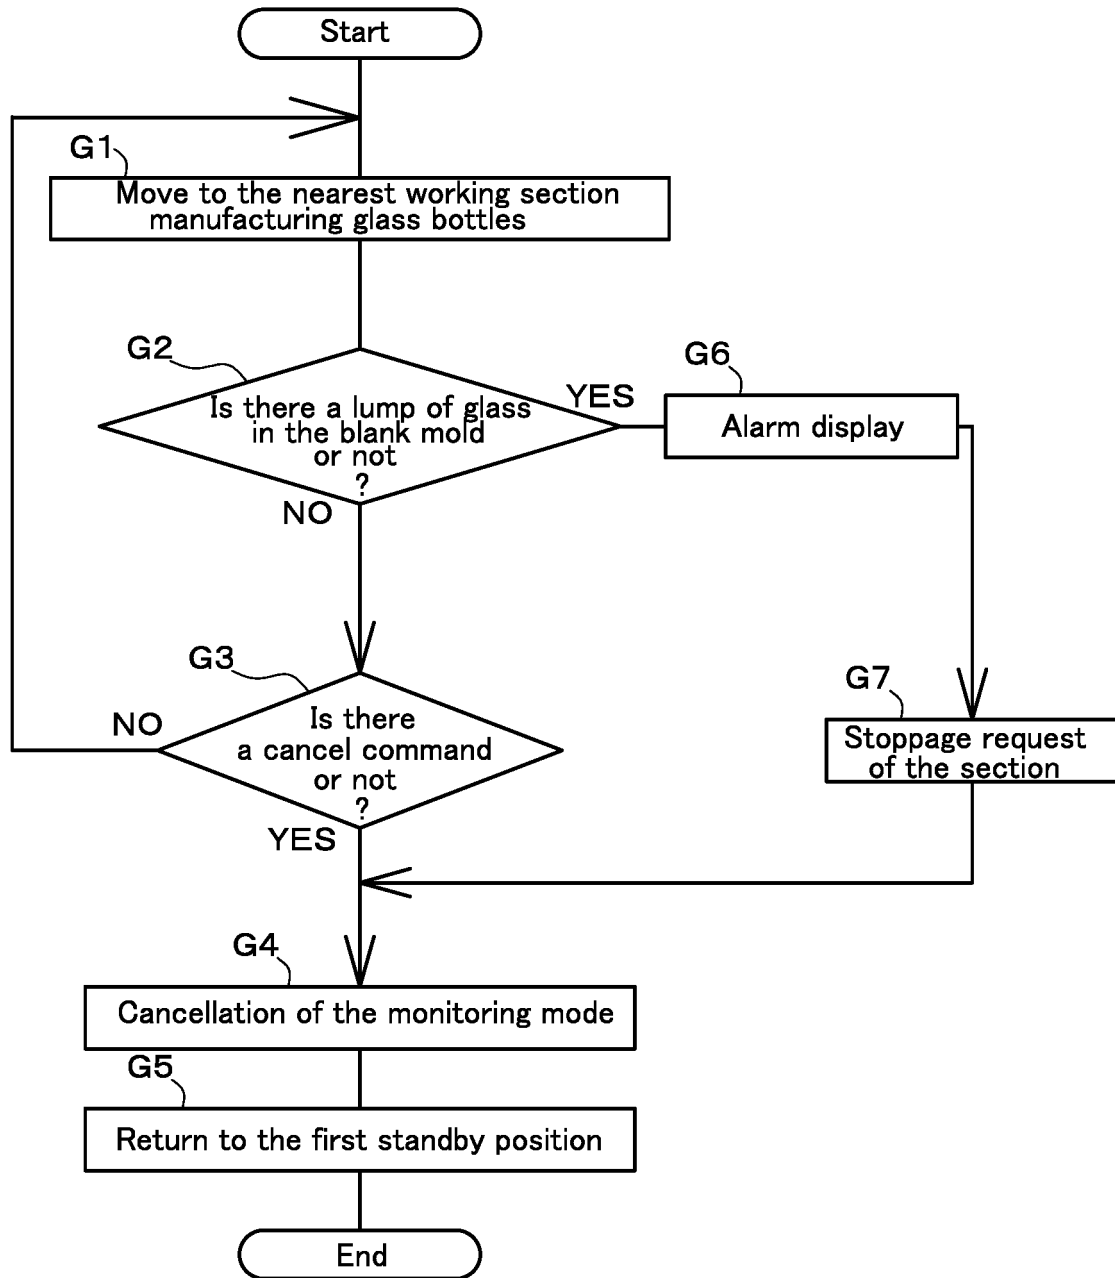 Start
G1
Move to the nearest working section
manufacturing glass bottles
G2
Is there a lump of glass
in the blank mold
or not
?
YES
NO
G6
Alarm display
G3
Is there
a cancel command
or not
?
NO
YES
G7
Stoppage request
of the section
G4
Cancellation of the monitoring mode
G5
Return to the first standby position
End